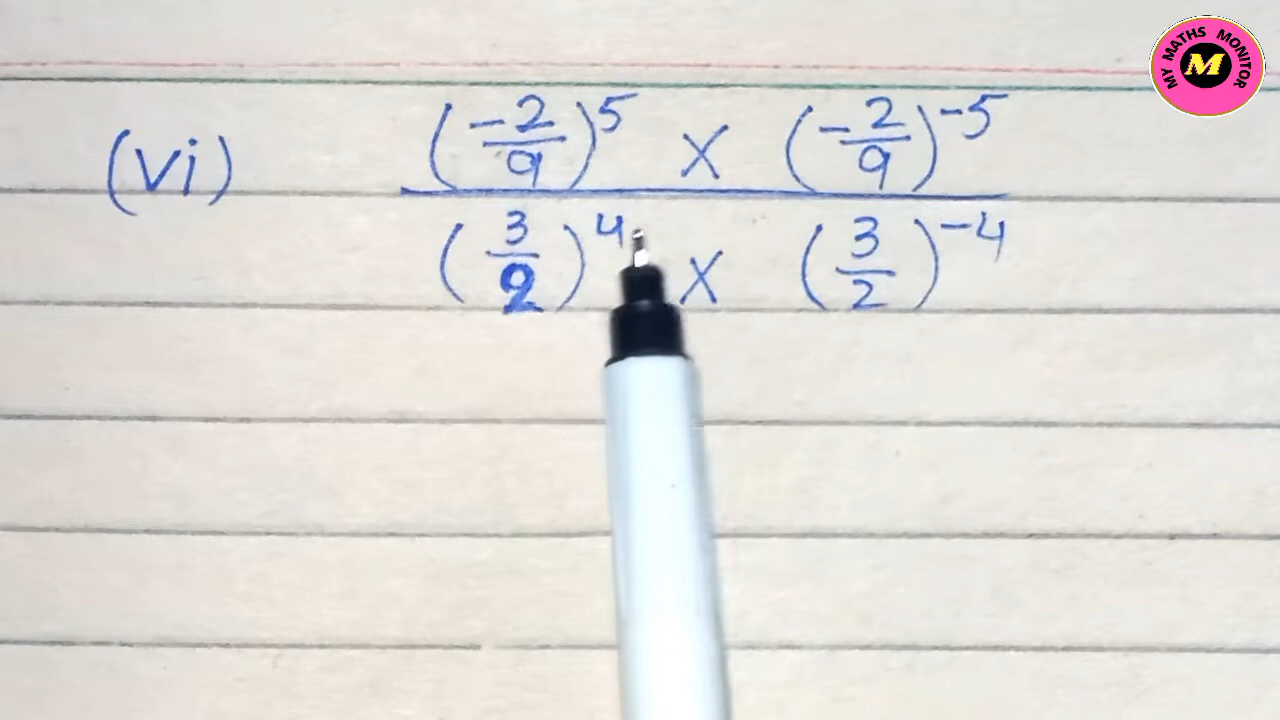 MY MATHS MONITOR
M
(vi) (-2/9)^5 × (-2/9)^-5
(3/2)^4 × (3/2)^-4